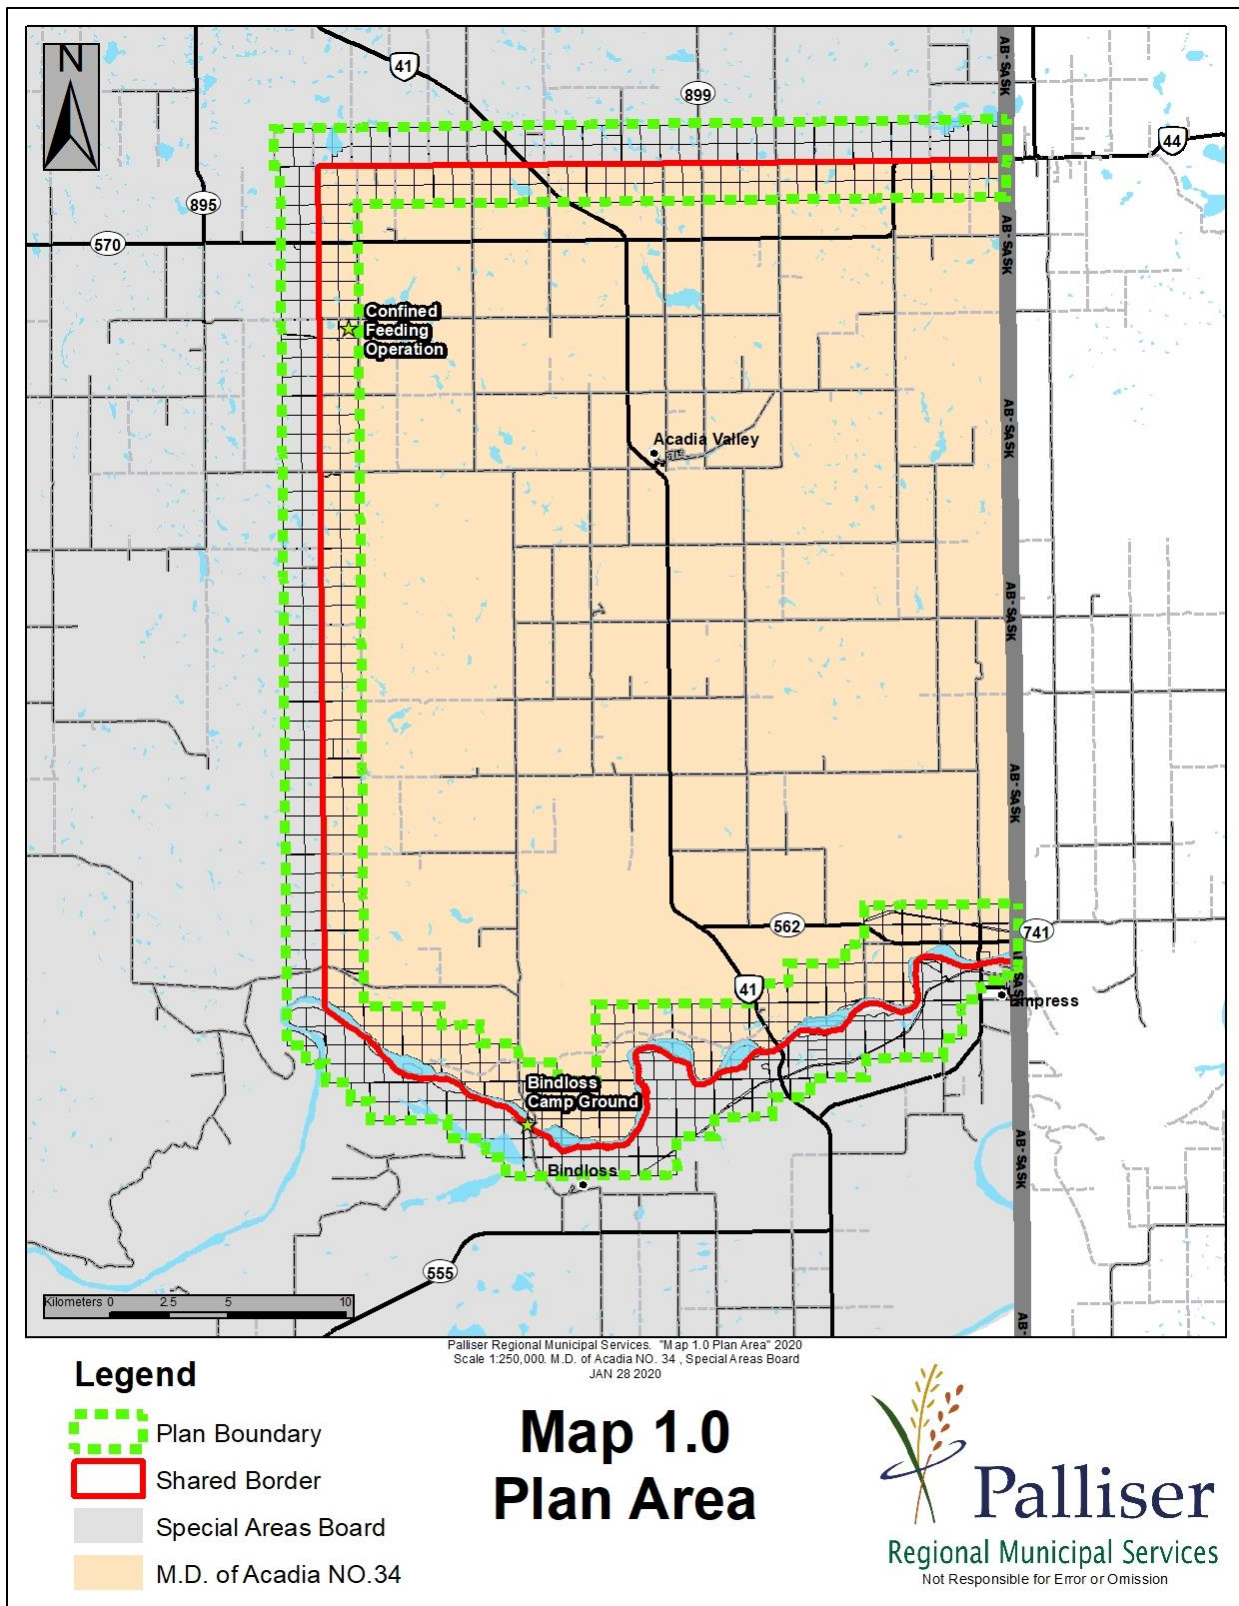 N
41
899
AB-SASK
44
895
570
AB-SASK
Confined
Feeding
Operation
AB-SASK
Acadia Valley
AB-SASK
AB-SASK
562
741
41
SASK
Empress
Bindloss
Camp Ground
AB-SASK
Bindloss
555
Kilometers 0 2.5 5 10
AB-
Palliser Regional Municipal Services. "Map 1.0 Plan Area" 2020
Scale 1:250,000. M.D. of Acadia NO. 34 , Special Areas Board
JAN 28 2020
Legend
Plan Boundary
Shared Border
Special Areas Board
M.D. of Acadia NO.34
Map 1.0
Plan Area
Palliser
Regional Municipal Services
Not Responsible for Error or Omission